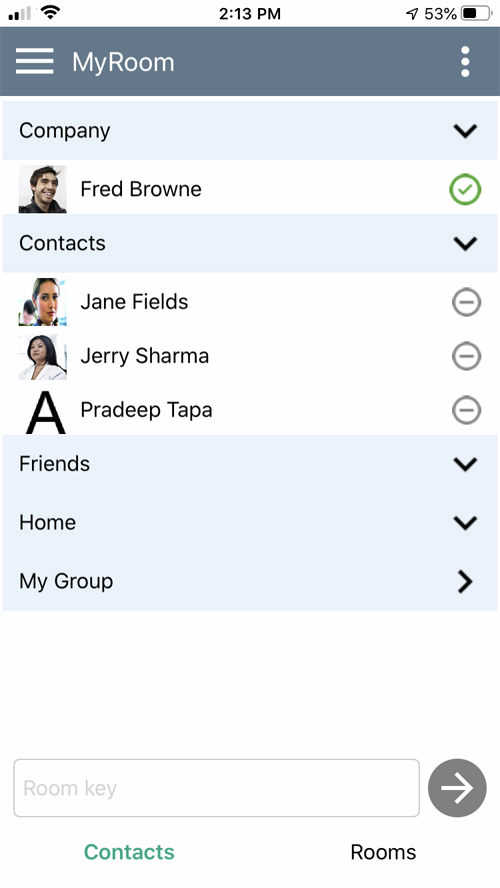 2:13 PM
53%
MyRoom
Company
Fred Browne
Contacts
Jane Fields
Jerry Sharma
A
Pradeep Tapa
Friends
Home
My Group
Room key
Contacts
Rooms